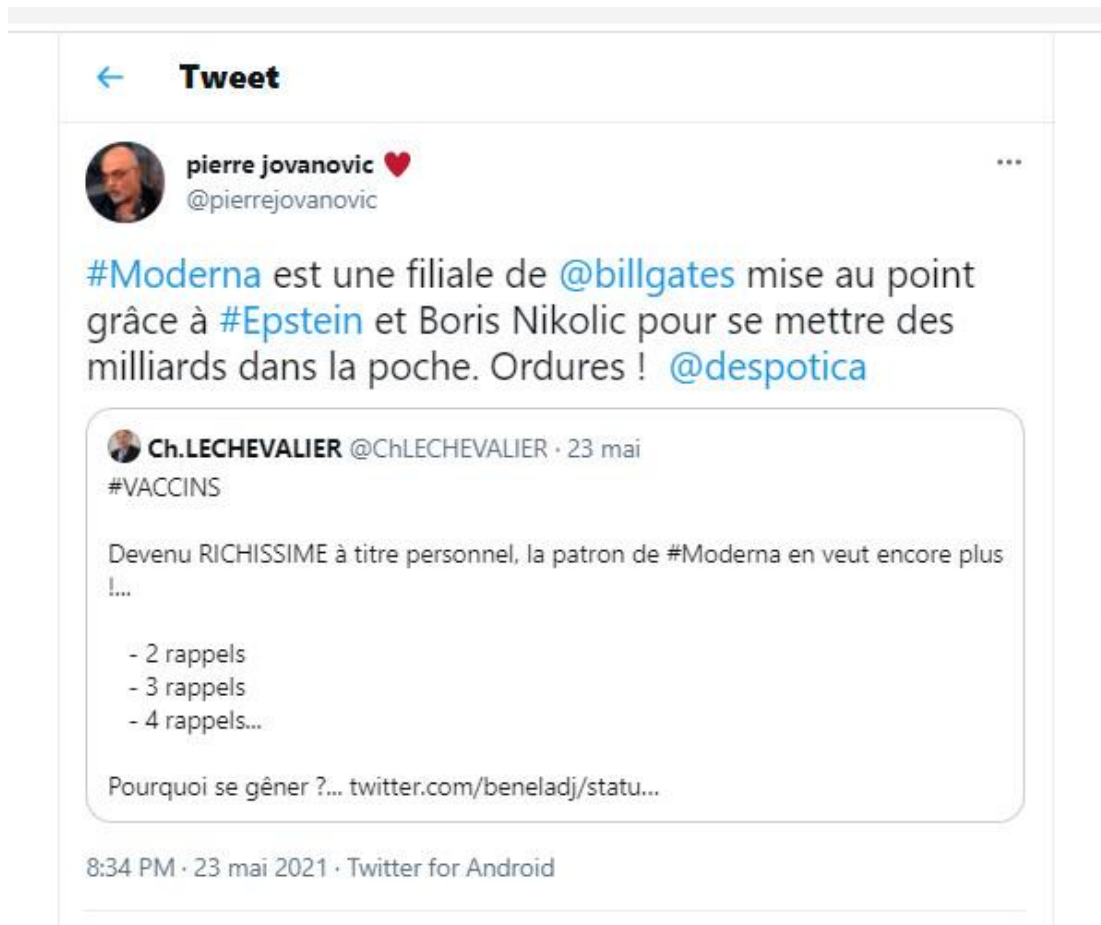 Tweet
pierre jovanovic ♥
@pierrejovanovic
#Moderna est une filiale de @billgates mise au point
grâce à #Epstein et Boris Nikolic pour se mettre des
milliards dans la poche. Ordures ! @despotica
Ch.LECHEVALIER @ChLECHEVALIER · 23 mai
#VACCINS
Devenu RICHISSIME à titre personnel, la patron de #Moderna en veut encore plus
!...
- 2 rappels
- 3 rappels
- 4 rappels...
Pourquoi se gêner ?... twitter.com/beneladj/statu...
8:34 PM · 23 mai 2021 · Twitter for Android